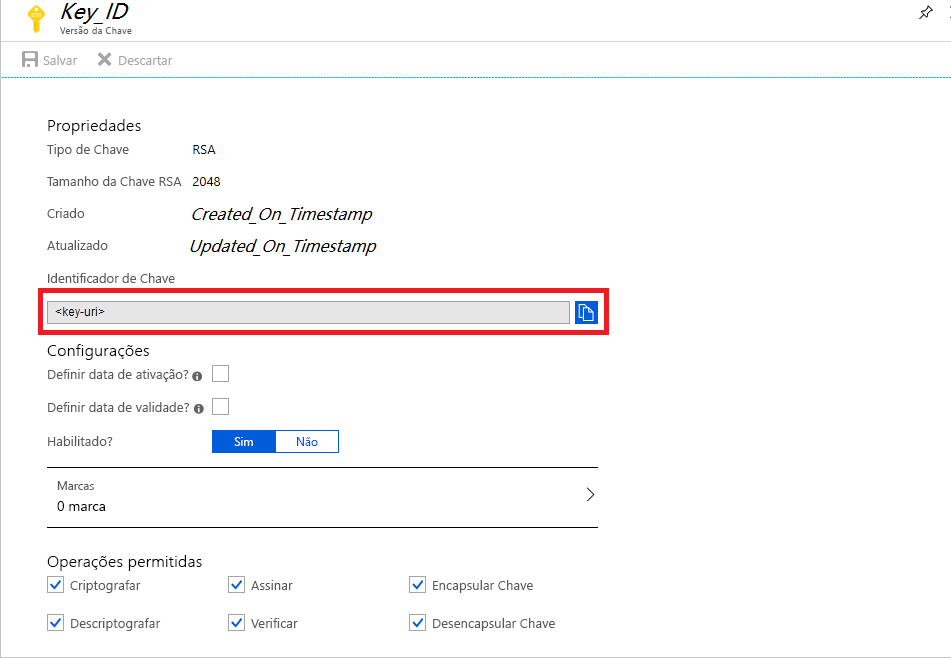 Key_ID
Versão da Chave
Salvar Descartar
Propriedades
Tipo de Chave RSA
Tamanho da Chave RSA 2048
Criado Created_On_Timestamp
Atualizado Updated_On_Timestamp
Identificador de Chave
<key-uri>
Configurações
Definir data de ativação?
Definir data de validade?
Habilitado? Sim Não
Marcas
0 marca
Operações permitidas
Criptografar Assinar Encapsular Chave
Descriptografar Verificar Desencapsular Chave